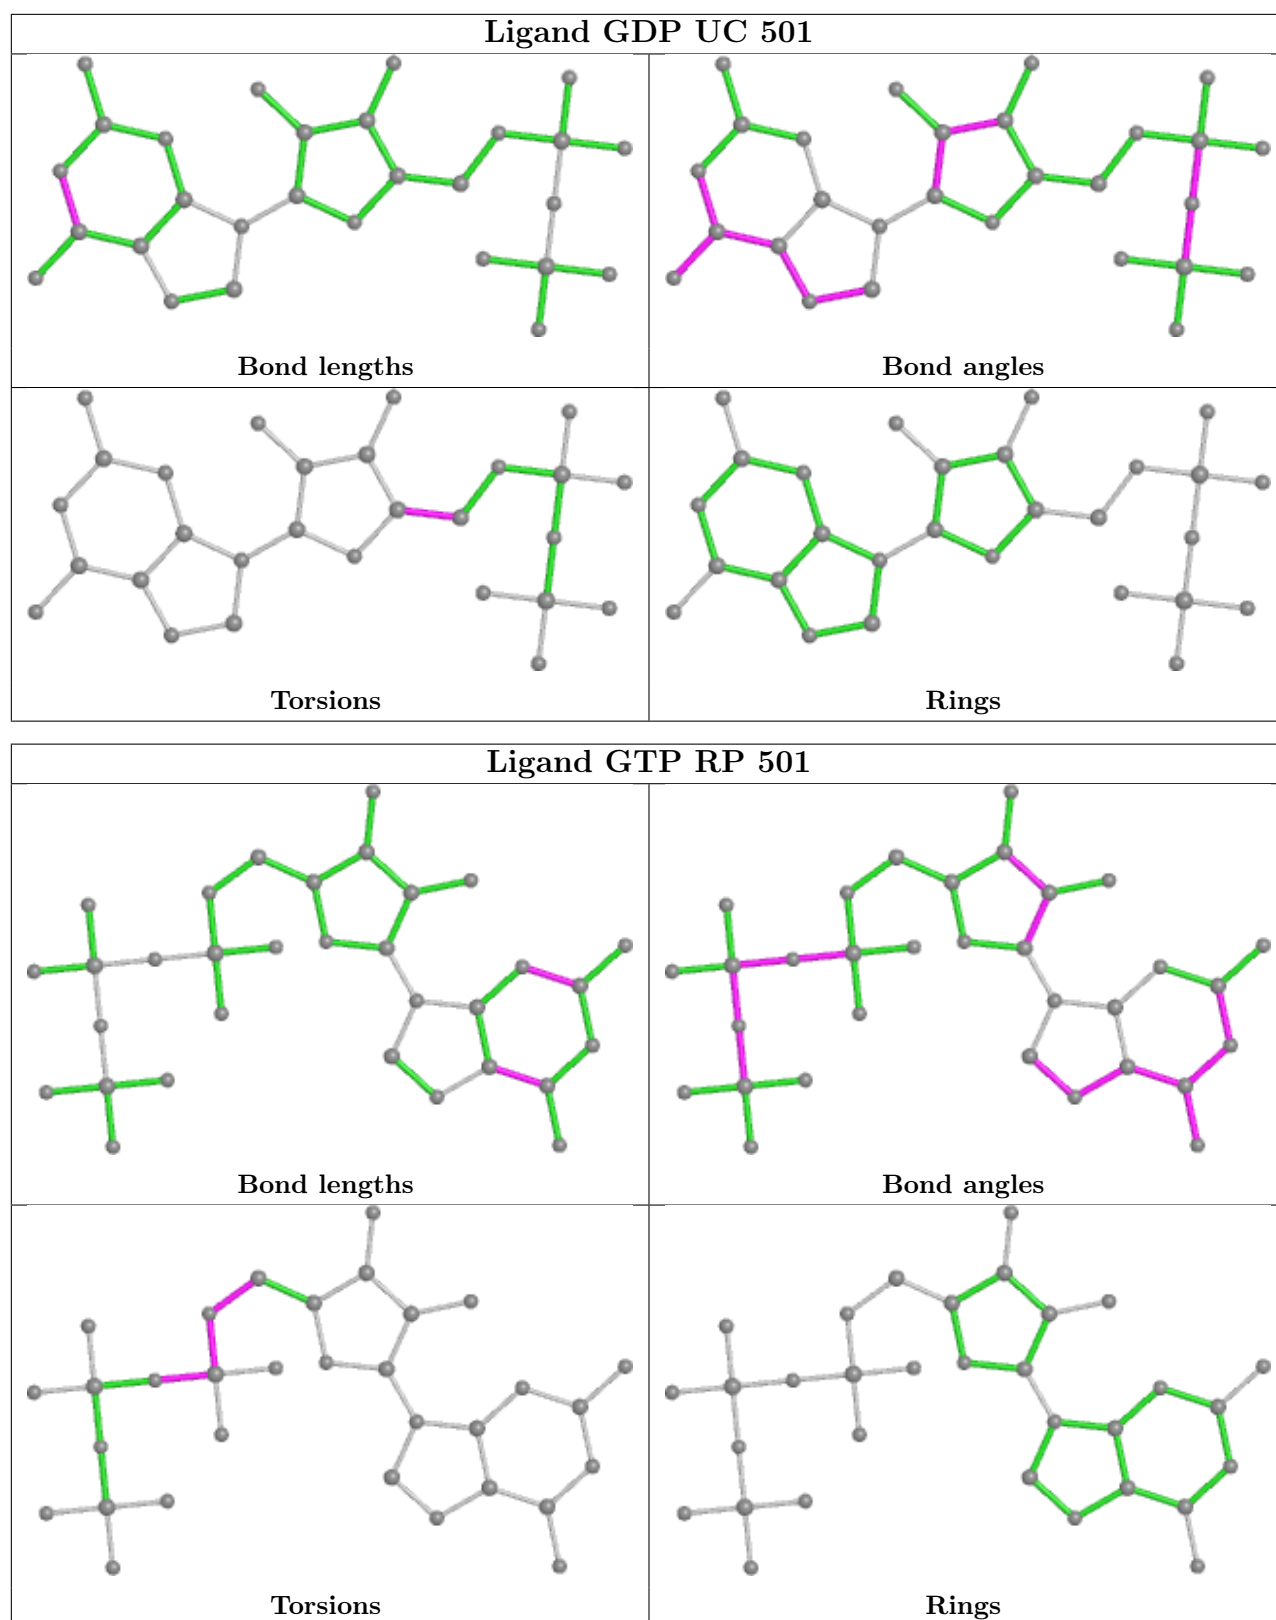 Ligand GDP UC 501
Bond lengths
Bond angles
Torsions
Rings
Ligand GTP RP 501
Bond lengths
Bond angles
Torsions
Rings